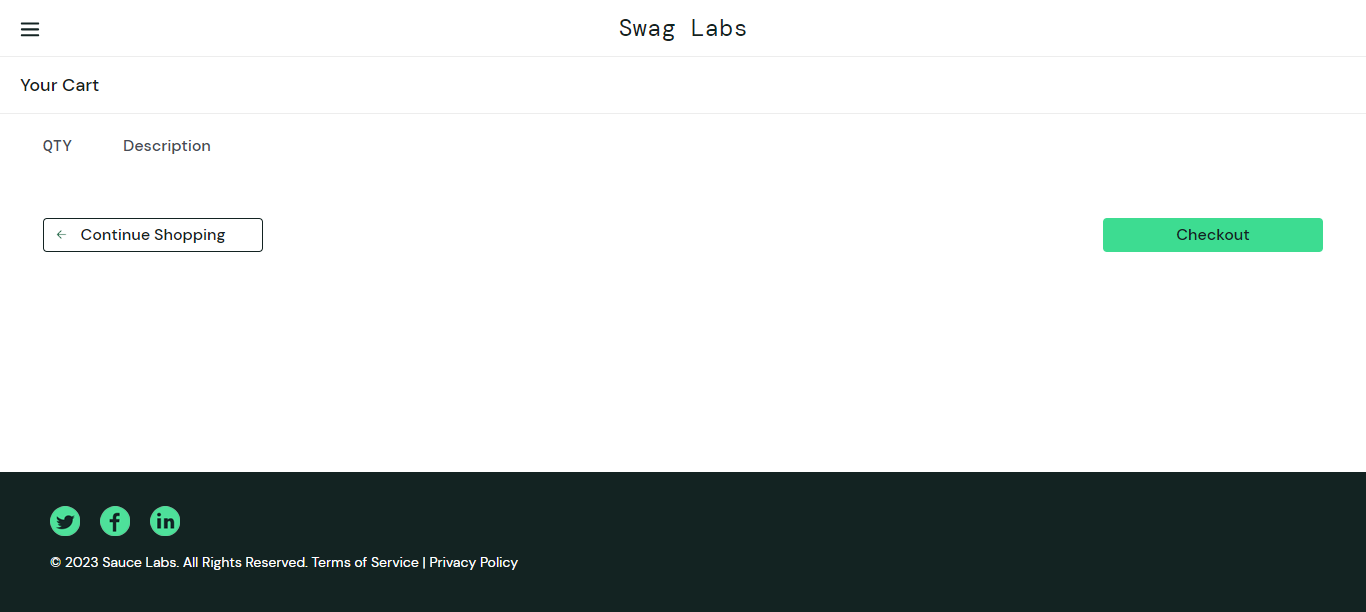 Swag Labs
Your Cart
QTY Description
Continue Shopping Checkout
© 2023 Sauce Labs. All Rights Reserved. Terms of Service | Privacy Policy